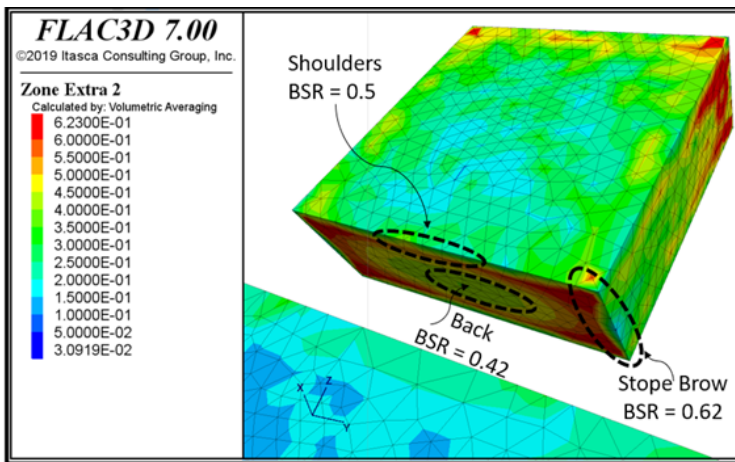 FLAC3D 7.00
©2019 Itasca Consulting Group, Inc.
Zone Extra 2
Calculated by: Volumetric Averaging
6.2300E-01
6.0000E-01
5.5000E-01
5.0000E-01
4.5000E-01
4.0000E-01
3.5000E-01
3.0000E-01
2.5000E-01
2.0000E-01
1.5000E-01
1.0000E-01
5.0000E-02
3.0919E-02
Shoulders
BSR = 0.5
Back
BSR = 0.42
Stope Brow
BSR = 0.62
X
Z
Y